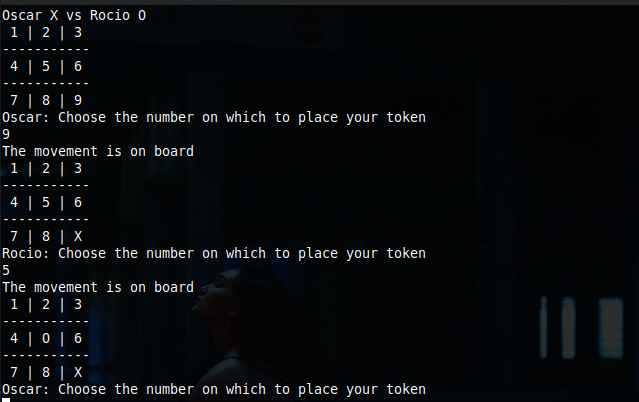 Oscar X vs Rocio O
1 | 2 | 3
-----------
4 | 5 | 6
-----------
7 | 8 | 9
Oscar: Choose the number on which to place your token
9
The movement is on board
1 | 2 | 3
-----------
4 | 5 | 6
-----------
7 | 8 | X
Rocio: Choose the number on which to place your token
5
The movement is on board
1 | 2 | 3
-----------
4 | O | 6
-----------
7 | 8 | X
Oscar: Choose the number on which to place your token